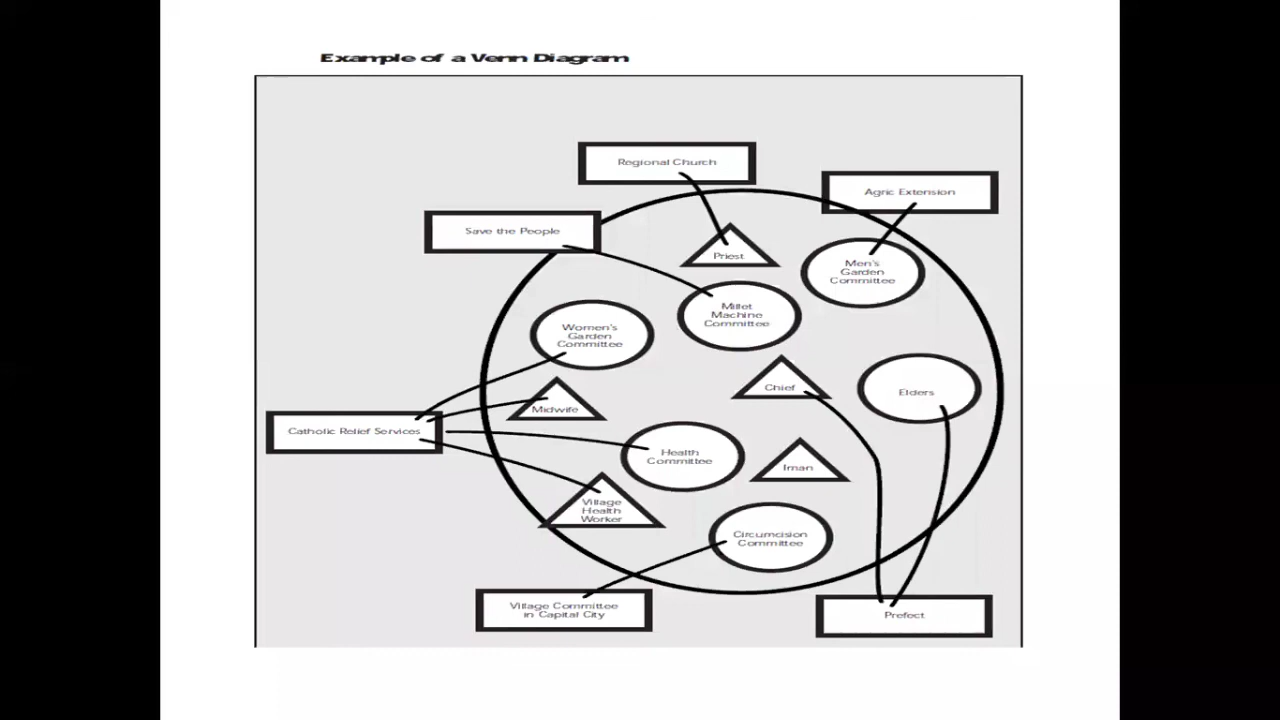 Example of a Venn Diagram
Regional Church
Agric Extension
Save the People
Priest
Men's
Garden
Committee
Millet
Machine
Committee
Women's
Garden
Committee
Chief
Elders
Midwife
Catholic Relief Services
Health
Committee
Iman
Village
Health
Worker
Circumcision
Committee
Village Committee
in Capital City
Prefect